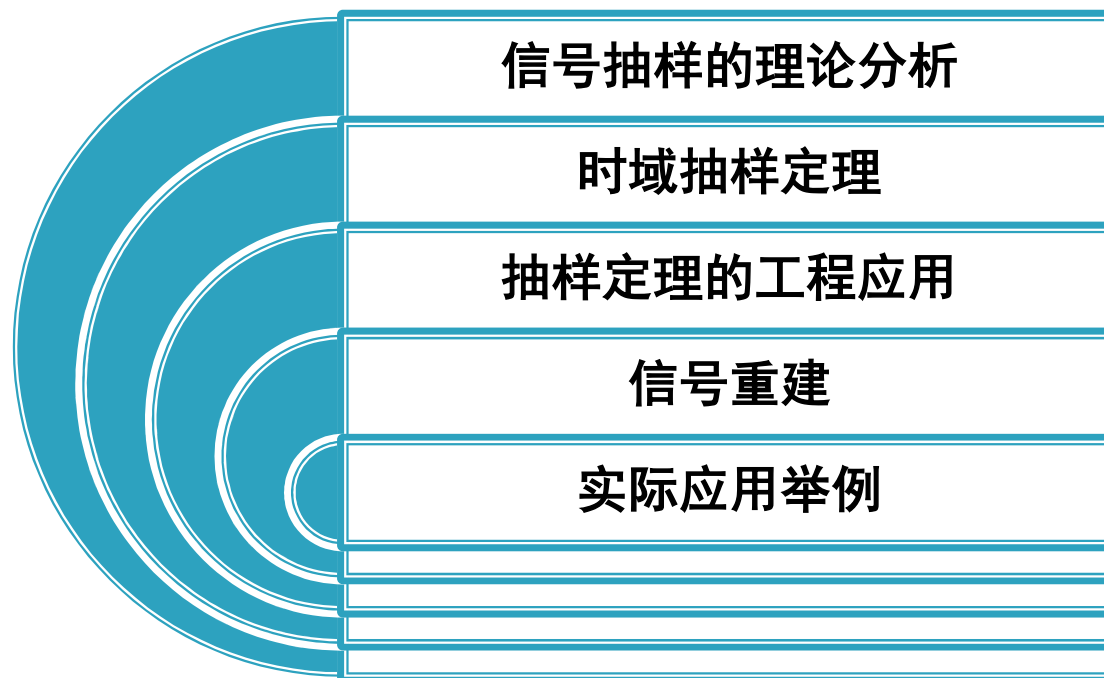 信号抽样的理论分析
时域抽样定理
抽样定理的工程应用
信号重建
实际应用举例